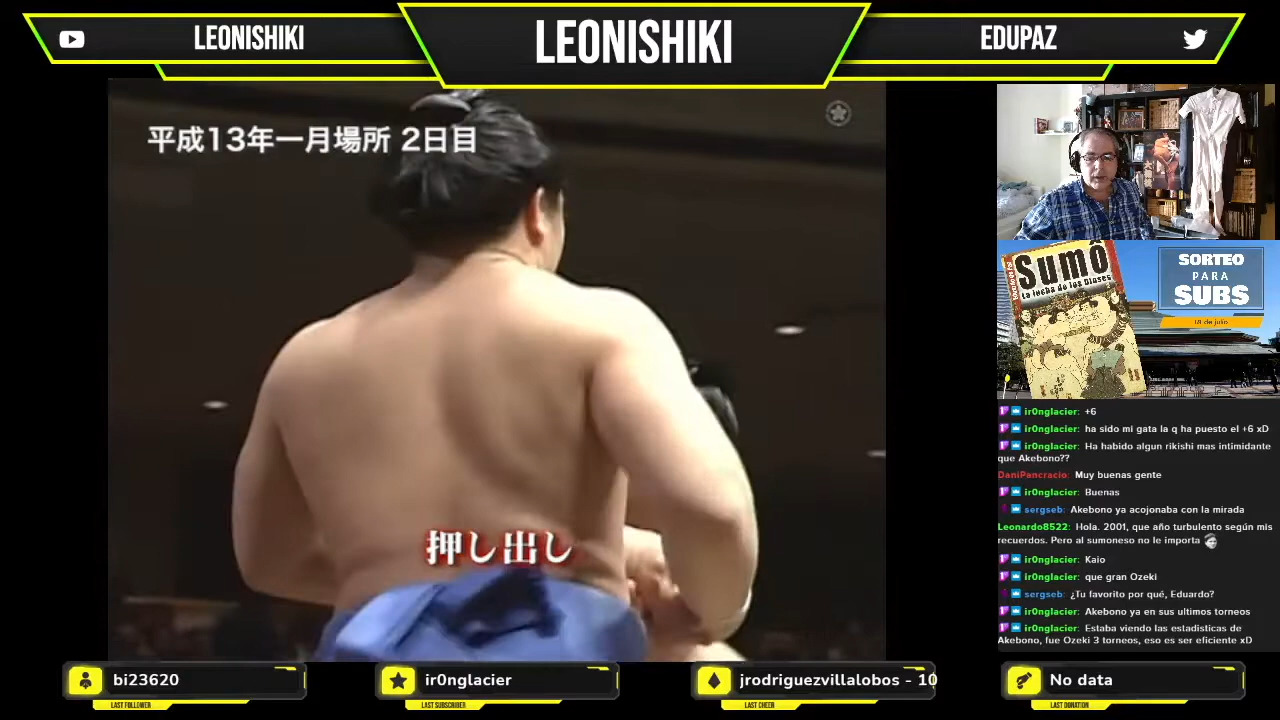 LEONISHIKI
LEONISHIKI
EDUPAZ
平成13年一月場所 2日目
押し出し
Sumô
La lucha de los dioses
SORTEO
PARA
SUBS
18 de julio
ir0nglacier: +6
ir0nglacier: ha sido mi gata la q ha puesto el +6 xD
ir0nglacier: Ha habido algun rikishi mas intimidante
que Akebono??
DaniPancracio: Muy buenas gente
ir0nglacier: Buenas
sergseb: Akebono ya acojonaba con la mirada
Leonardo8522: Hola. 2001, que año turbulento según mis
recuerdos. Pero al sumoneso no le importa
ir0nglacier: Kaio
ir0nglacier: que gran Ozeki
sergseb: ¿Tu favorito por qué, Eduardo?
ir0nglacier: Akebono ya en sus ultimos torneos
ir0nglacier: Estaba viendo las estadisticas de
Akebono, fue Ozeki 3 torneos, eso es ser eficiente xD
bi23620
LAST FOLLOWER
ir0nglacier
LAST SUBSCRIBER
jrodriguezvillalobos - 10
LAST CHEER
No data
LAST DONATION